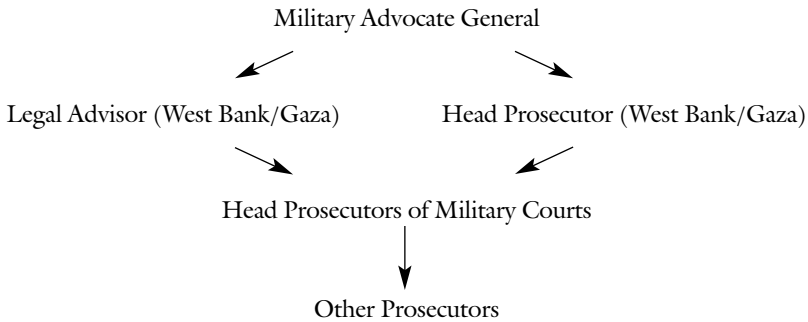 Military Advocate General
Legal Advisor (West Bank/Gaza)
Head Prosecutor (West Bank/Gaza)
Head Prosecutors of Military Courts
Other Prosecutors